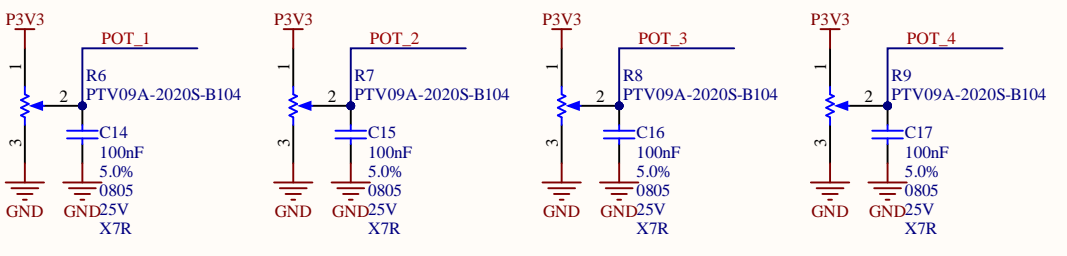 P3V3
POT_1
1
R6
PTV09A-2020S-B104
2
3
C14
100nF
5.0%
0805
25V
X7R
GND
GND
P3V3
POT_2
1
R7
PTV09A-2020S-B104
2
3
C15
100nF
5.0%
0805
25V
X7R
GND
GND
P3V3
POT_3
1
R8
PTV09A-2020S-B104
2
3
C16
100nF
5.0%
0805
25V
X7R
GND
GND
P3V3
POT_4
1
R9
PTV09A-2020S-B104
2
3
C17
100nF
5.0%
0805
25V
X7R
GND
GND